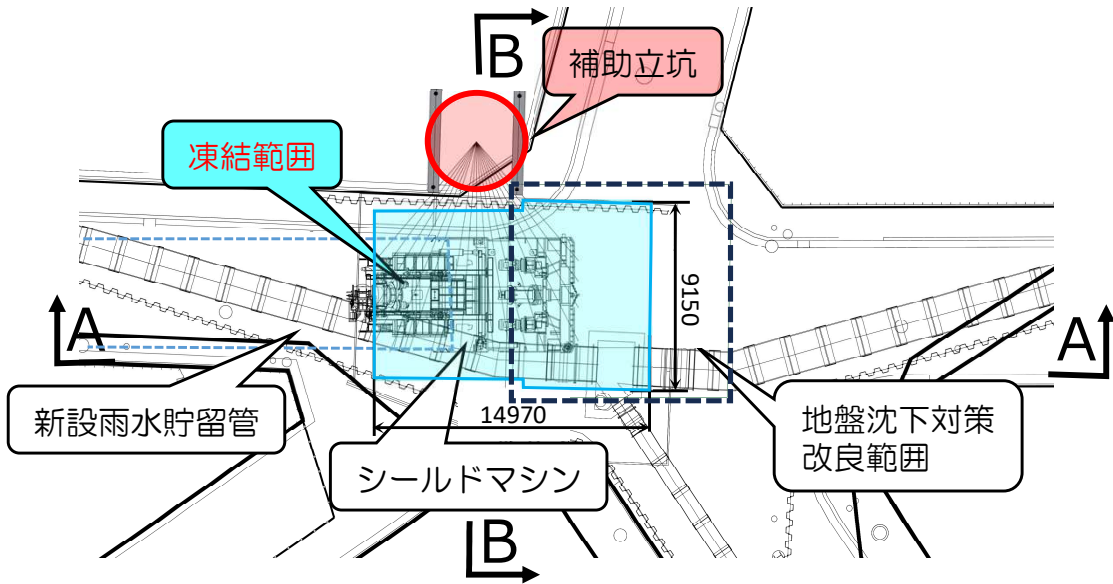 B
補助立坑
凍結範囲
9150
A
A
新設雨水貯留管
14970
地盤沈下対策
改良範囲
シールドマシン
B